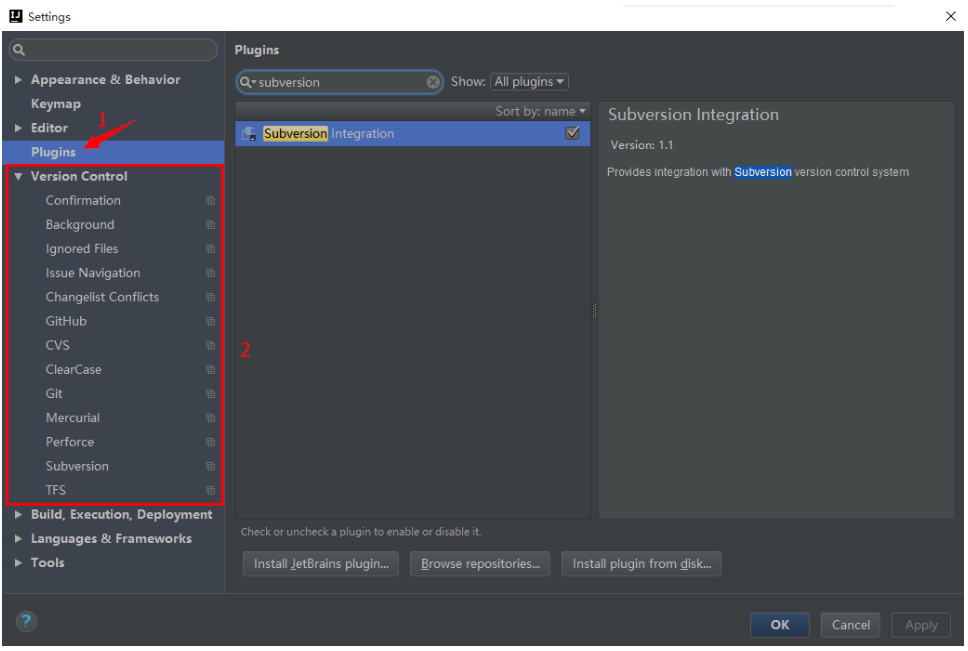 Settings
Plugins
Appearance & Behavior
subversion
Show: All plugins
Keymap
1
Sort by: name
Subversion Integration
Editor
Subversion Integration
Plugins
Version: 1.1
Version Control
Provides integration with Subversion version control system
Confirmation
Background
Ignored Files
Issue Navigation
Changelist Conflicts
GitHub
CVS
2
ClearCase
Git
Mercurial
Perforce
Subversion
TFS
Build, Execution, Deployment
Check or uncheck a plugin to enable or disable it.
Languages & Frameworks
Tools
Install JetBrains plugin...
Browse repositories...
Install plugin from disk...
?
OK
Cancel
Apply